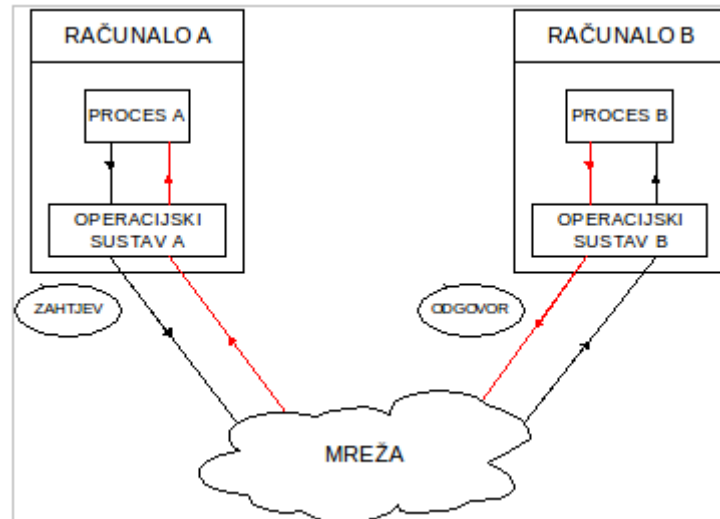 RAČUNALO A
PROCES A
OPERACIJSKI
SUSTAV A
ZAHTJEV
RAČUNALO B
PROCES B
OPERACIJSKI
SUSTAV B
ODGOVOR
MREŽA